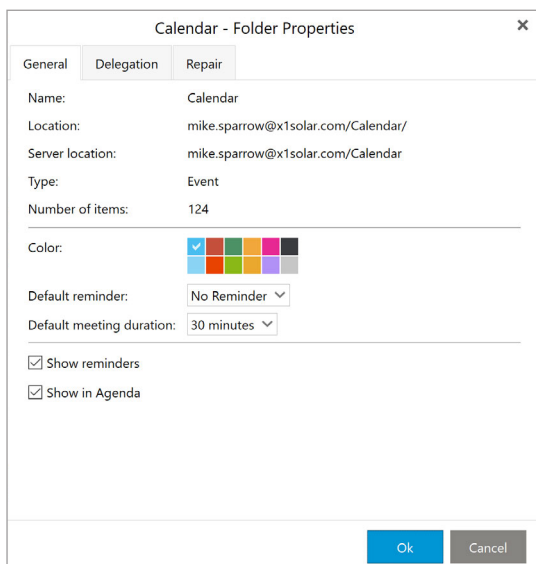 Calendar - Folder Properties
General Delegation Repair
Name: Calendar
Location: mike.sparrow@x1solar.com/Calendar/
Server location: mike.sparrow@x1solar.com/Calendar
Type: Event
Number of items: 124
Color:
Default reminder: No Reminder
Default meeting duration: 30 minutes
Show reminders
Show in Agenda
Ok Cancel